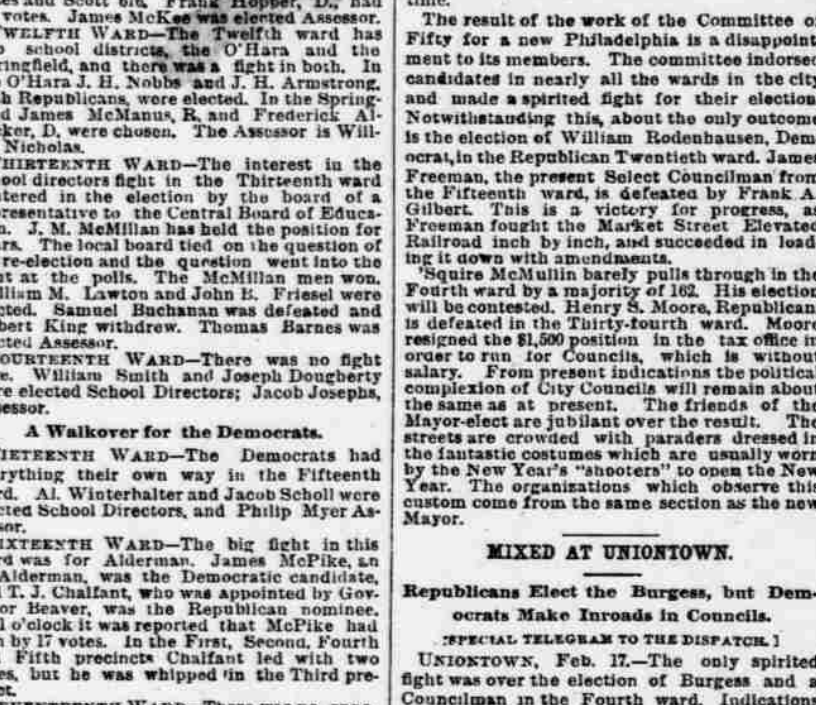 es and Scott old. Frank Hopper, D., had
votes. James McKee was elected Assessor.
WELFTH WARD—The Twelfth ward has
o school districts, the O'Hara and the
ringfield, and there was a fight in both. In
O'Hara J. H. Nobbs and J. H. Armstrong,
h Republicans, were elected. In the Spring-
d James McManus, R, and Frederick Al-
ker, D, were chosen. The Assessor is Will-
Nicholas.
HIRTEENTH WARD—The interest in the
ool directors fight in the Thirteenth ward
tered in the election by the board of a
resentative to the Central Board of Educa-
n. J. M. McMillan has held the position for
rs. The local board tied on the question of
re-election and the question went into the
nt at the polls. The McMillan men won.
lliam M. Lawton and John E. Friesel were
cted. Samuel Buchanan was defeated and
bert King withdrew. Thomas Barnes was
cted Assessor.
OURTEENTH WARD—There was no fight
e. William Smith and Joseph Dougherty
re elected School Directors; Jacob Josephs,
essor.
A Walkover for the Democrats.
IETEENTH WARD—The Democrats had
rything their own way in the Fifteenth
rd. Al. Winterhalter and Jacob Scholl were
cted School Directors, and Philip Myer As-
sor.
IXTEENTH WARD—The big fight in this
rd was for Alderman. James McPike, an
Alderman, was the Democratic candidate,
T. J. Chalfant, who was appointed by Gov-
or Beaver, was the Republican nominee.
l o'clock it was reported that McPike had
n by 17 votes. In the First, Second, Fourth
Fifth precincts Chalfant led with two
es, but he was whipped in the Third pre-
ct.
time.
The result of the work of the Committee o
Fifty for a new Philadelphia is a disappoint
ment to its members. The committee indorsed
candidates in nearly all the wards in the city
and made a spirited fight for their election
Notwithstanding this, about the only outcome
is the election of William Rodenhausen, Dem
ocrat, in the Republican Twentieth ward. James
Freeman, the present Select Councilman from
the Fifteenth ward, is defeated by Frank A
Gilbert. This is a victory for progress, as
Freeman fought the Market Street Elevated
Railroad inch by inch, and succeeded in load
ing it down with amendments.
'Squire McMullin barely pulls through in the
Fourth ward by a majority of 162. His election
will be contested. Henry S. Moore, Republican
is defeated in the Thirty-fourth ward. Moore
resigned the $1,500 position in the tax office in
order to run for Councils, which is without
salary. From present indications the political
complexion of City Councils will remain about
the same as at present. The friends of the
Mayor-elect are jubilant over the result. The
streets are crowded with paraders dressed in
the fantastic costumes which are usually worn
by the New Year's "shooters" to open the New
Year. The organizations which observe this
custom come from the same section as the new
Mayor.
MIXED AT UNIONTOWN.
Republicans Elect the Burgess, but Dem-
ocrats Make Inroads in Councils.
[SPECIAL TELEGRAM TO THE DISPATCH.]
UNIONTOWN, Feb. 17.—The only spirited
fight was over the election of Burgess and a
Councilman in the Fourth ward. Indications